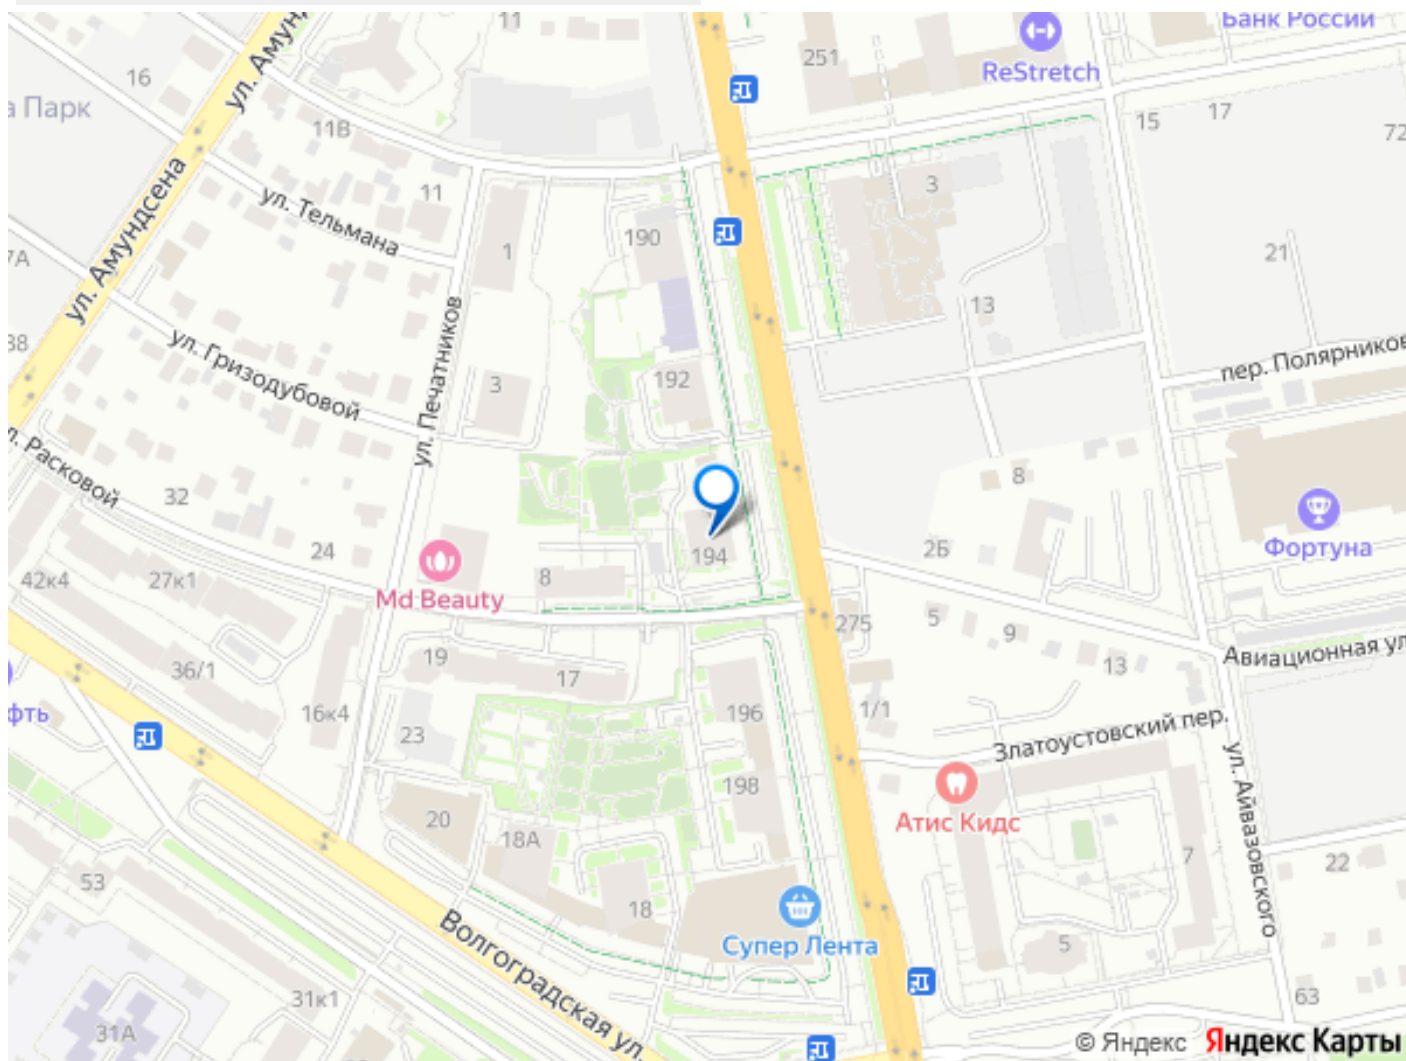 11
Банк России
251
ReStretch
ул. Амунд
16
а Парк
15
17
72
11В
11
3
ул. Тельмана
ул. Амундсена
190
1
7А
21
13
ул. Печатников
ул. Гризодубовой
38
пер. Полярников
3
192
л. Расковой
32
8
194
Фортуна
24
2Б
42к4
27к1
8
Md Beauty
275
5
9
13
Авиационная ул
19
17
36/1
16к4
196
1/1
фть
23
Златоустовский пер.
ул. Айвазовского
198
Атис Кидс
20
18А
7
22
53
18
Супер Лента
5
Волгоградская ул.
31к1
63
31А
© Яндекс Яндекс Карты